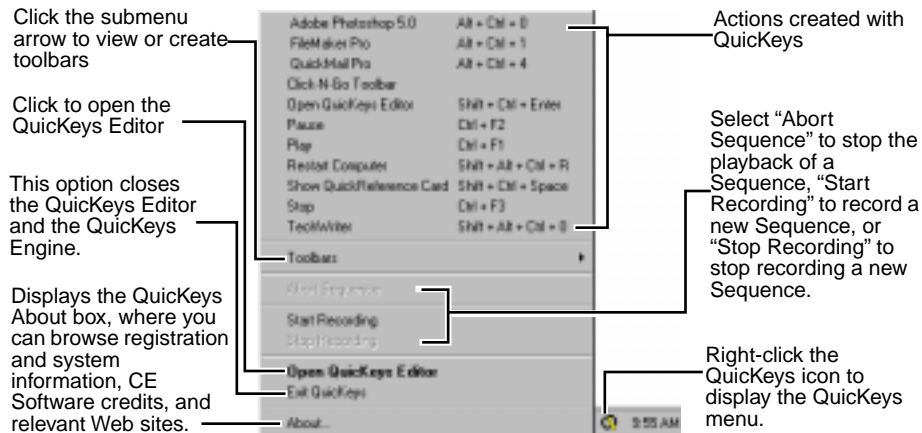 Click the submenu
arrow to view or create
toolbars
Click to open the
QuicKeys Editor
This option closes
the QuicKeys Editor
and the QuicKeys
Engine.
Displays the QuicKeys
About box, where you
can browse registration
and system
information, CE
Software credits, and
relevant Web sites.
Adobe Photoshop 5.0 Alt + Ctrl + 0
FileMaker Pro Alt + Ctrl + 1
QuickMail Pro Alt + Ctrl + 4
Click-N-Go Toolbar
Open QuicKeys Editor Shift + Ctrl + Enter
Pause Ctrl + F2
Play Ctrl + F1
Restart Computer Shift + Alt + Ctrl + R
Show QuickReference Card Shift + Ctrl + Space
Stop Ctrl + F3
TechWriter Shift + Alt + Ctrl +
Toolbars
Abort Sequence
Start Recording
Stop Recording
Open QuicKeys Editor
Exit QuicKeys
About...
3:55 AM
Actions created with
QuicKeys
Select “Abort
Sequence” to stop the
playback of a
Sequence, “Start
Recording” to record a
new Sequence, or
“Stop Recording” to
stop recording a new
Sequence.
Right-click the
QuicKeys icon to
display the QuicKeys
menu.